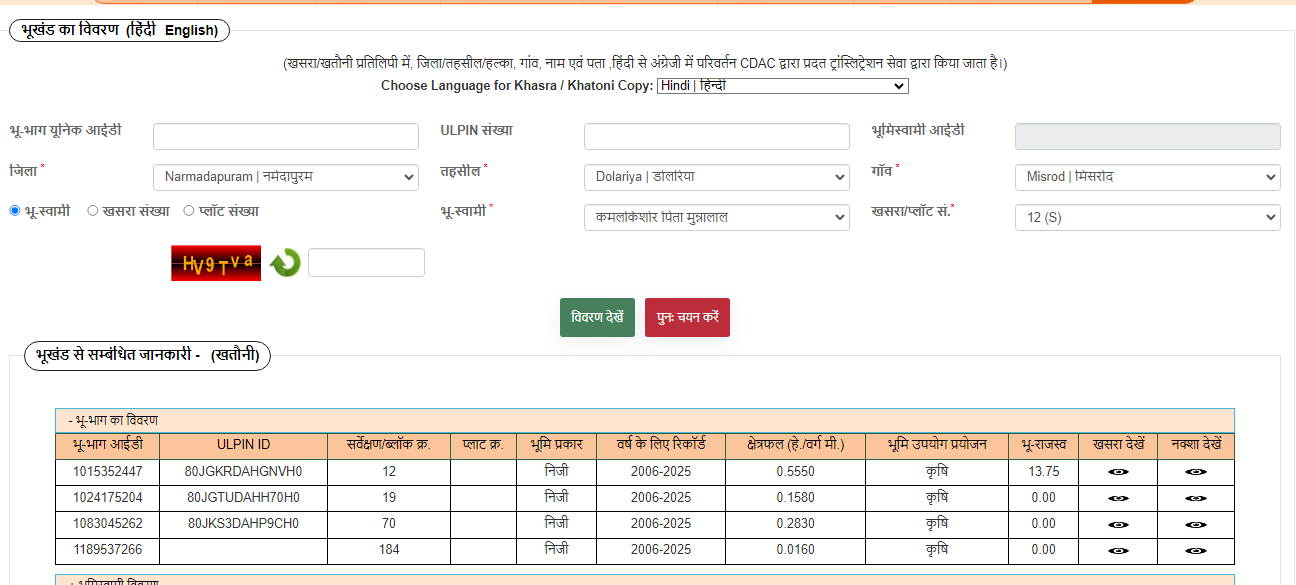 भूखंड का विवरण (हिंदी English)
(खसरा/खतौनी प्रतिलिपी में, जिला/तहसील/हल्का, गांव, नाम एवं पता ,हिंदी से अंग्रेजी में परिवर्तन CDAC द्वारा प्रदत ट्रांस्लिट्रेशन सेवा द्वारा किया जाता है।)
Choose Language for Khasra / Khatoni Copy: Hindi | हिन्दी
भू-भाग यूनिक आईडी ULPIN संख्या भूमिस्वामी आईडी
जिला * Narmadapuram | नर्मदापुरम तहसील * Dolariya | डोलरिया गाँव * Misrod | मिसरोद
भू-स्वामी खसरा संख्या प्लॉट संख्या भू-स्वामी * कमलकिशोर पिता मुन्नालाल खसरा/प्लॉट सं.* 12 (S)
HV9Tva
विवरण देखें पुनः चयन करें
भूखंड से सम्बंधित जानकारी - (खतौनी)
- भू-भाग का विवरण
भू-भाग आईडी ULPIN ID सर्वेक्षण/ब्लॉक क्र. प्लाट क्र. भूमि प्रकार वर्ष के लिए रिकॉर्ड क्षेत्रफल (हे./वर्ग मी.) भूमि उपयोग प्रयोजन भू-राजस्व खसरा देखें नक्शा देखें
1015352447 80JGKRDAHGNVH0 12 निजी 2006-2025 0.5550 कृषि 13.75
1024175204 80JGTUDAHH70H0 19 निजी 2006-2025 0.1580 कृषि 0.00
1083045262 80JKS3DAHP9CH0 70 निजी 2006-2025 0.2830 कृषि 0.00
1189537266 184 निजी 2006-2025 0.0160 कृषि 0.00